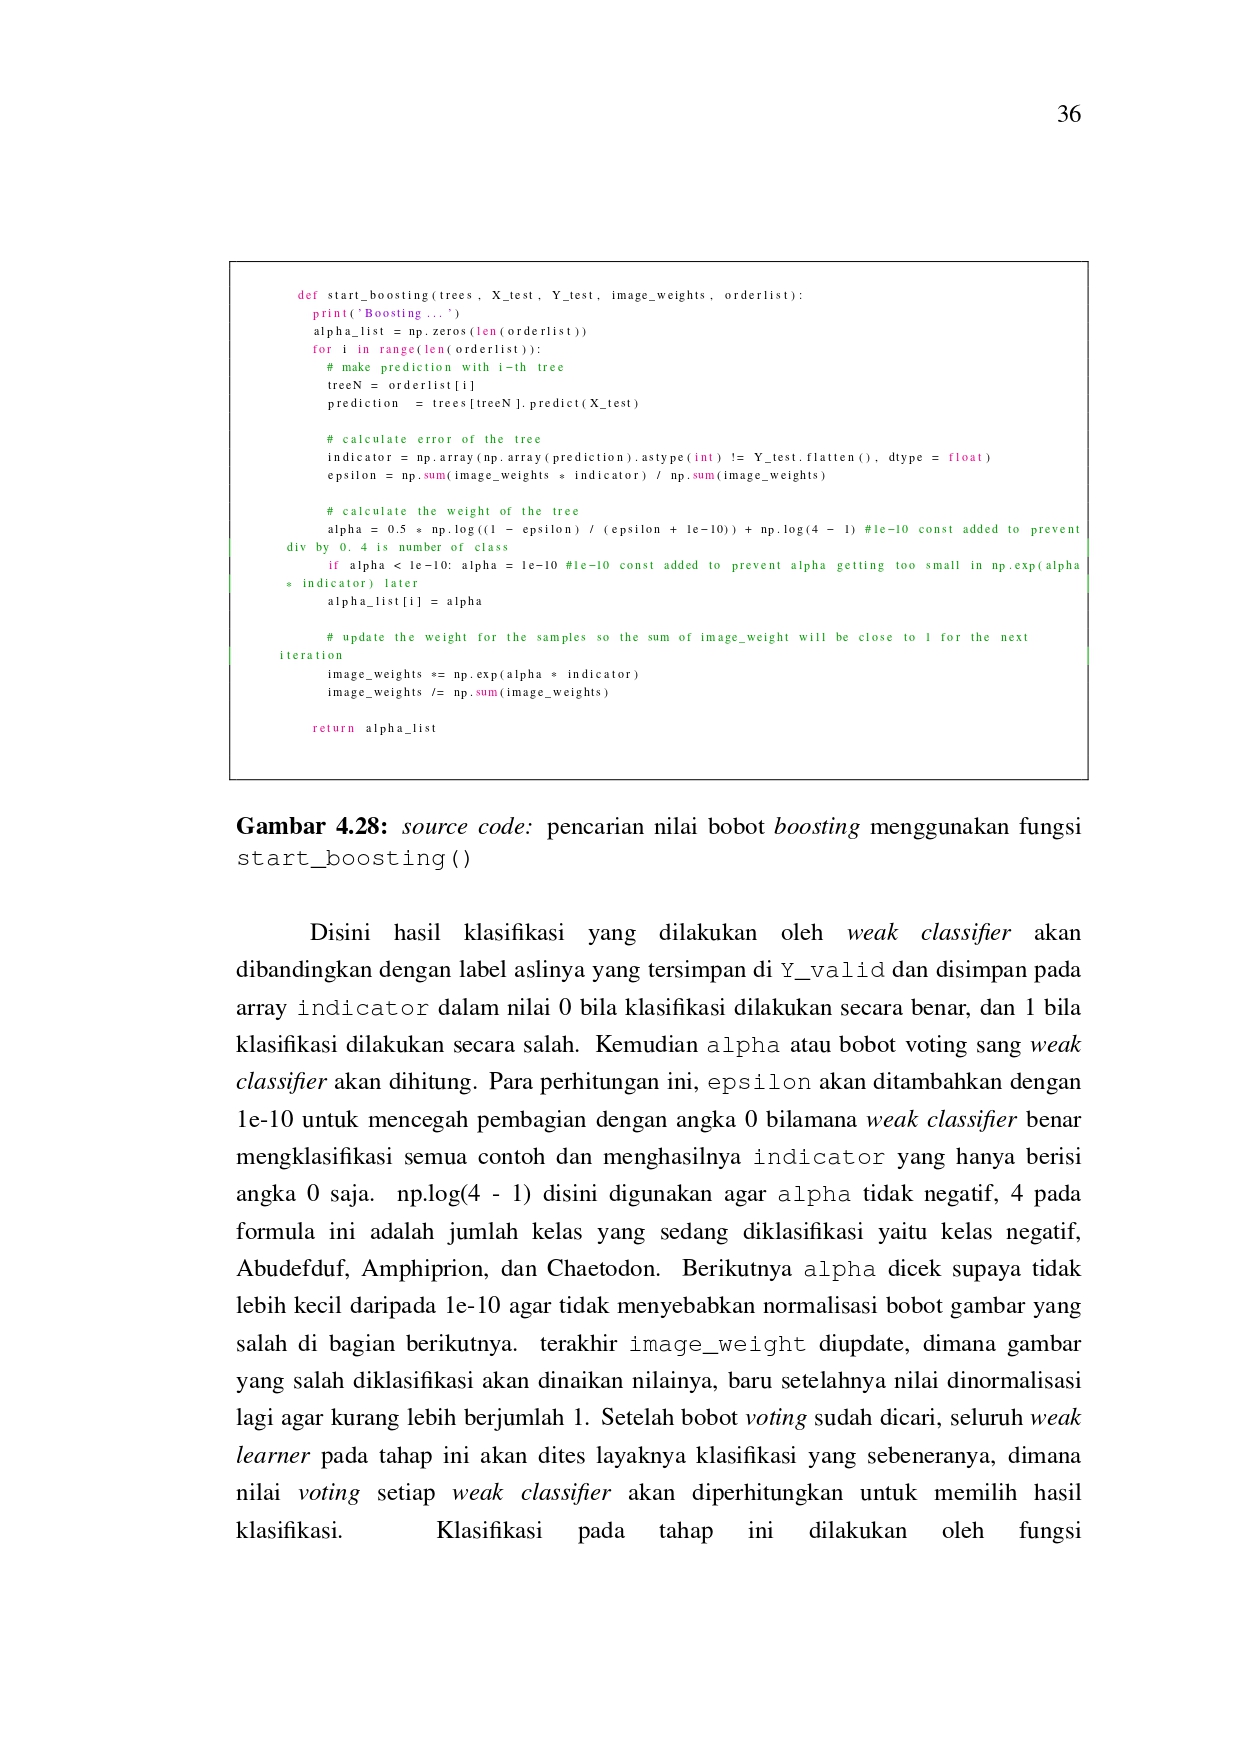 36
def start_boosting(trees, X_test, Y_test, image_weights, orderlist):
print('Boosting...')
alpha_list = np.zeros(len(orderlist))
for i in range(len(orderlist)):
# make prediction with i-th tree
treeN = orderlist[i]
prediction = trees[treeN].predict(X_test)
# calculate error of the tree
indicator = np.array(np.array(prediction).astype(int) != Y_test.flatten(), dtype = float)
epsilon = np.sum(image_weights * indicator) / np.sum(image_weights)
# calculate the weight of the tree
alpha = 0.5 * np.log((1 - epsilon) / (epsilon + 1e-10)) + np.log(4 - 1) #1e-10 const added to prevent
div by 0. 4 is number of class
if alpha < 1e-10: alpha = 1e-10 #1e-10 const added to prevent alpha getting too small in np.exp(alpha
* indicator) later
alpha_list[i] = alpha
# update the weight for the samples so the sum of image_weight will be close to 1 for the next
iteration
image_weights *= np.exp(alpha * indicator)
image_weights /= np.sum(image_weights)
return alpha_list
Gambar 4.28: source code: pencarian nilai bobot boosting menggunakan fungsi
start_boosting()
Disini hasil klasifikasi yang dilakukan oleh weak classifier akan
dibandingkan dengan label aslinya yang tersimpan di Y_valid dan disimpan pada
array indicator dalam nilai 0 bila klasifikasi dilakukan secara benar, dan 1 bila
klasifikasi dilakukan secara salah. Kemudian alpha atau bobot voting sang weak
classifier akan dihitung. Para perhitungan ini, epsilon akan ditambahkan dengan
1e-10 untuk mencegah pembagian dengan angka 0 bilamana weak classifier benar
mengklasifikasi semua contoh dan menghasilnya indicator yang hanya berisi
angka 0 saja. np.log(4 - 1) disini digunakan agar alpha tidak negatif, 4 pada
formula ini adalah jumlah kelas yang sedang diklasifikasi yaitu kelas negatif,
Abudefduf, Amphiprion, dan Chaetodon. Berikutnya alpha dicek supaya tidak
lebih kecil daripada 1e-10 agar tidak menyebabkan normalisasi bobot gambar yang
salah di bagian berikutnya. terakhir image_weight diupdate, dimana gambar
yang salah diklasifikasi akan dinaikan nilainya, baru setelahnya nilai dinormalisasi
lagi agar kurang lebih berjumlah 1. Setelah bobot voting sudah dicari, seluruh weak
learner pada tahap ini akan dites layaknya klasifikasi yang sebeneranya, dimana
nilai voting setiap weak classifier akan diperhitungkan untuk memilih hasil
klasifikasi. Klasifikasi pada tahap ini dilakukan oleh fungsi